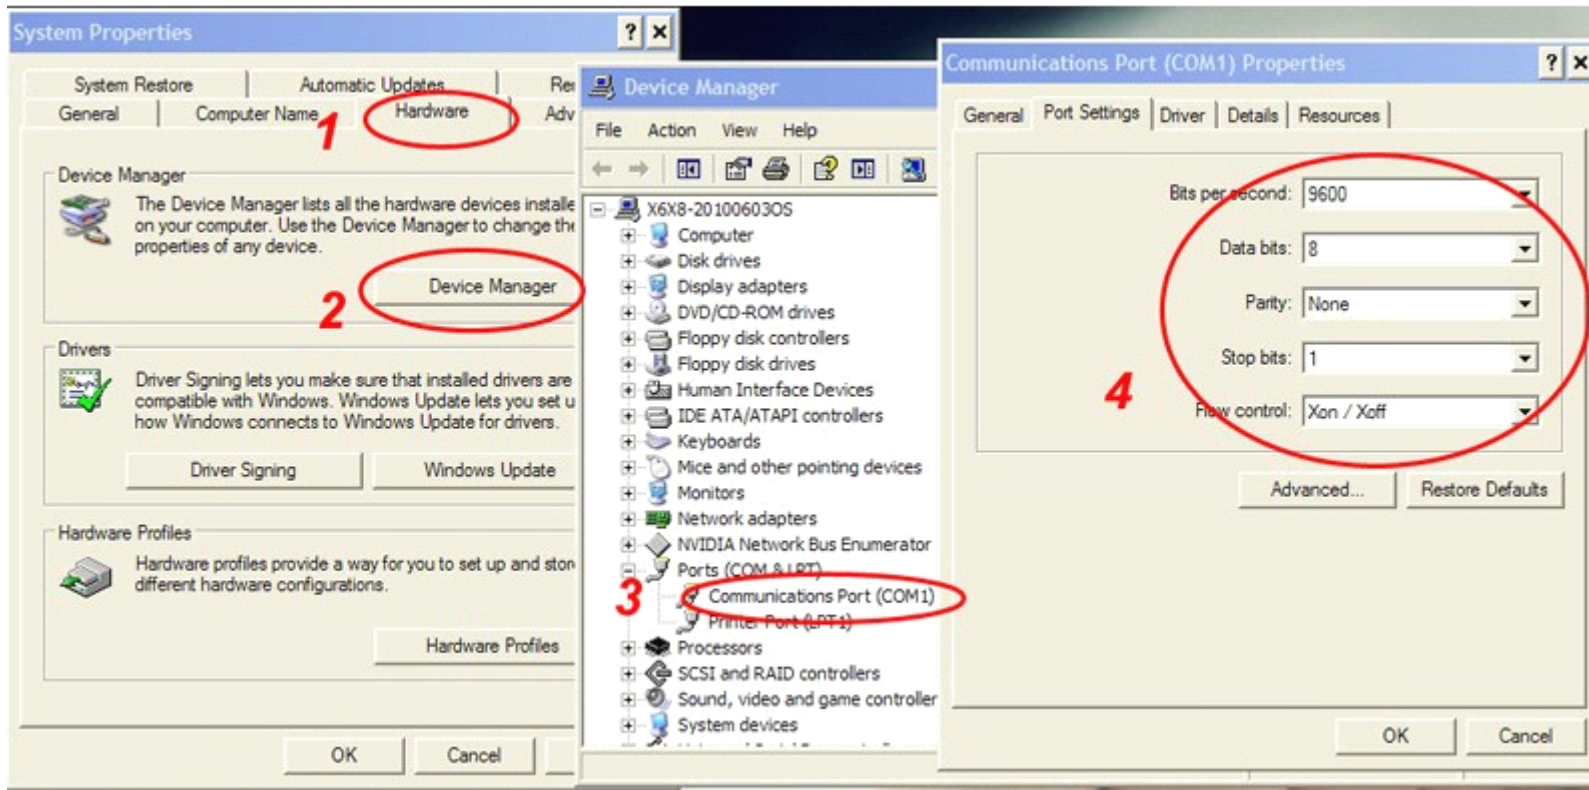 System Properties
System Restore
Automatic Updates
General
Computer Name
Hardware
1
Device Manager
The Device Manager lists all the hardware devices
on your computer. Use the Device Manager to change
properties of any device.
Device Manager
2
Drivers
Driver Signing lets you make sure that installed drivers are
compatible with Windows. Windows Update lets you set
how Windows connects to Windows Update for drivers.
Driver Signing
Windows Update
Hardware Profiles
Hardware profiles provide a way for you to set up and
different hardware configurations.
Hardware Profiles
OK
Cancel
Device Manager
File Action View Help
X6X8-20100603OS
Computer
Disk drives
Display adapters
DVD/CD-ROM drives
Floppy disk controllers
Floppy disk drives
Human Interface Devices
IDE ATA/ATAPI controllers
Keyboards
Mice and other pointing devices
Monitors
Network adapters
NVIDIA Network Bus Enumerator
Ports (COM & LPT)
3
Communications Port (COM1)
Printer Port (LPT1)
Processors
SCSI and RAID controllers
Sound, video and game controller
System devices
Communications Port (COM1) Properties
General Port Settings Driver Details Resources
Bits per second: 9600
Data bits: 8
Parity: None
Stop bits: 1
4
Flow control: Xon / Xoff
Advanced...
Restore Defaults
OK
Cancel